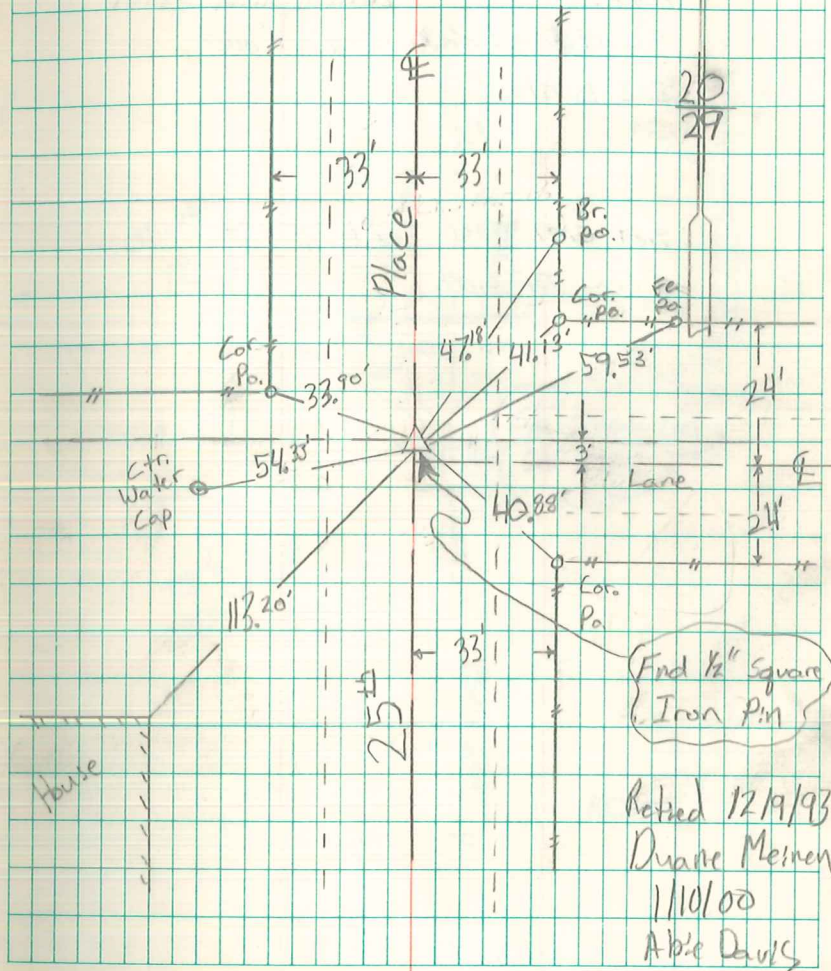 ℄
20
29
33'
33'
Place
Br.
po.
Cor.
po.
Fe.
po.
47.18'
41.13'
59.53'
24'
Cor.
Po.
33.90'
3'
Lane
℄
24'
Ctr.
Water
Cap
54.33'
40.88'
Cor.
Po.
113.20'
33'
25th
House
Fnd 1/2" Square
Iron Pin
Retied 12/9/93
Duane Meinen
1/10/00
Able Davis